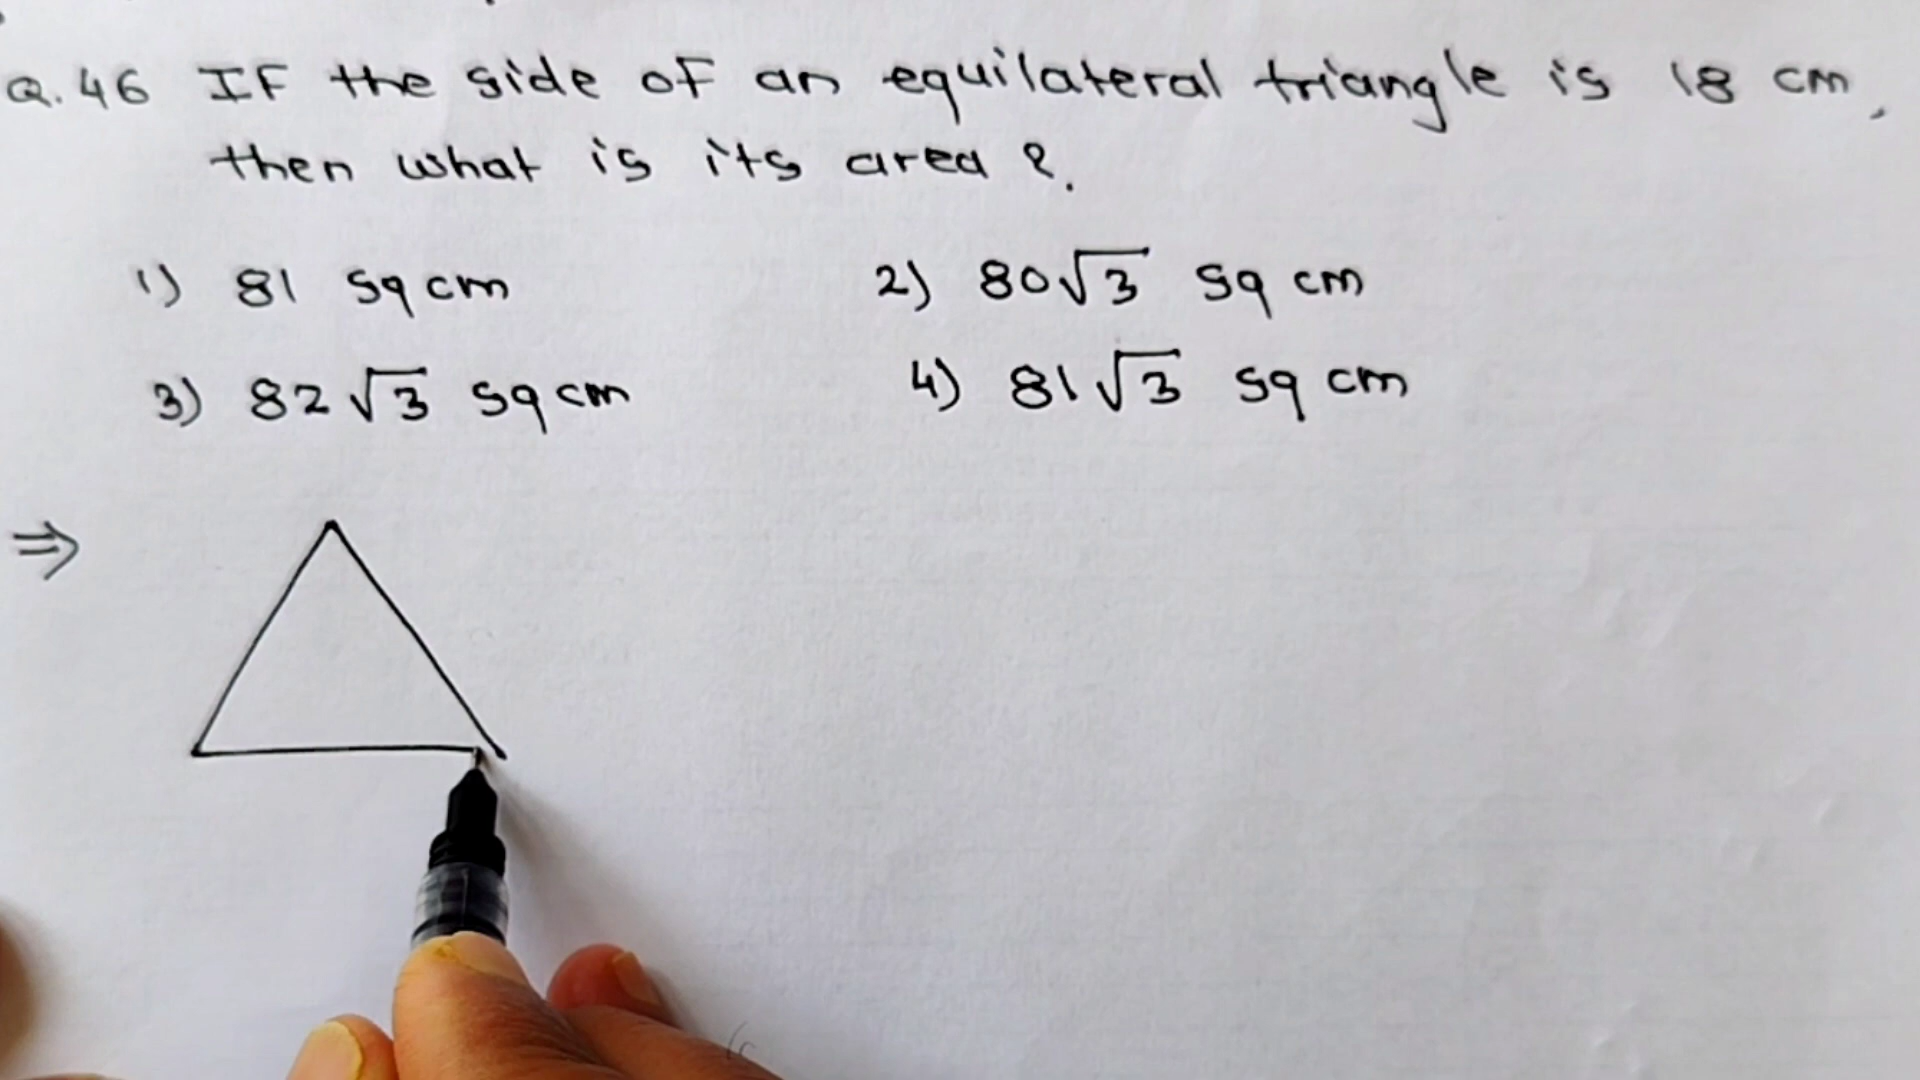 Q.46 IF the side oF an equilateral triangle is 18 cm,
then what is its area ?.
1) 81 sq cm
2) 80√3 sq cm
3) 82√3 sq cm
4) 81√3 sq cm
⇒